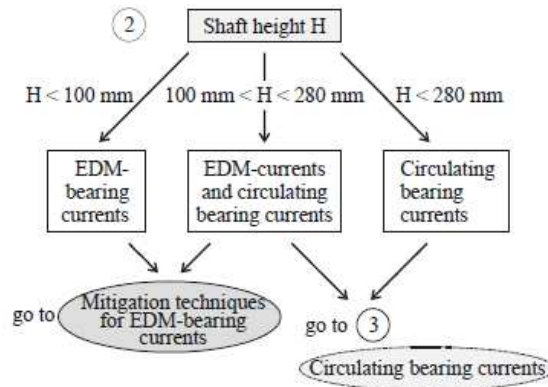 2
Shaft height H
H < 100 mm
100 mm < H < 280 mm
H < 280 mm
EDM-
bearing
currents
EDM-currents
and circulating
bearing currents
Circulating
bearing
currents
go to
Mitigation techniques
for EDM-bearing
currents
go to
3
Circulating bearing currents